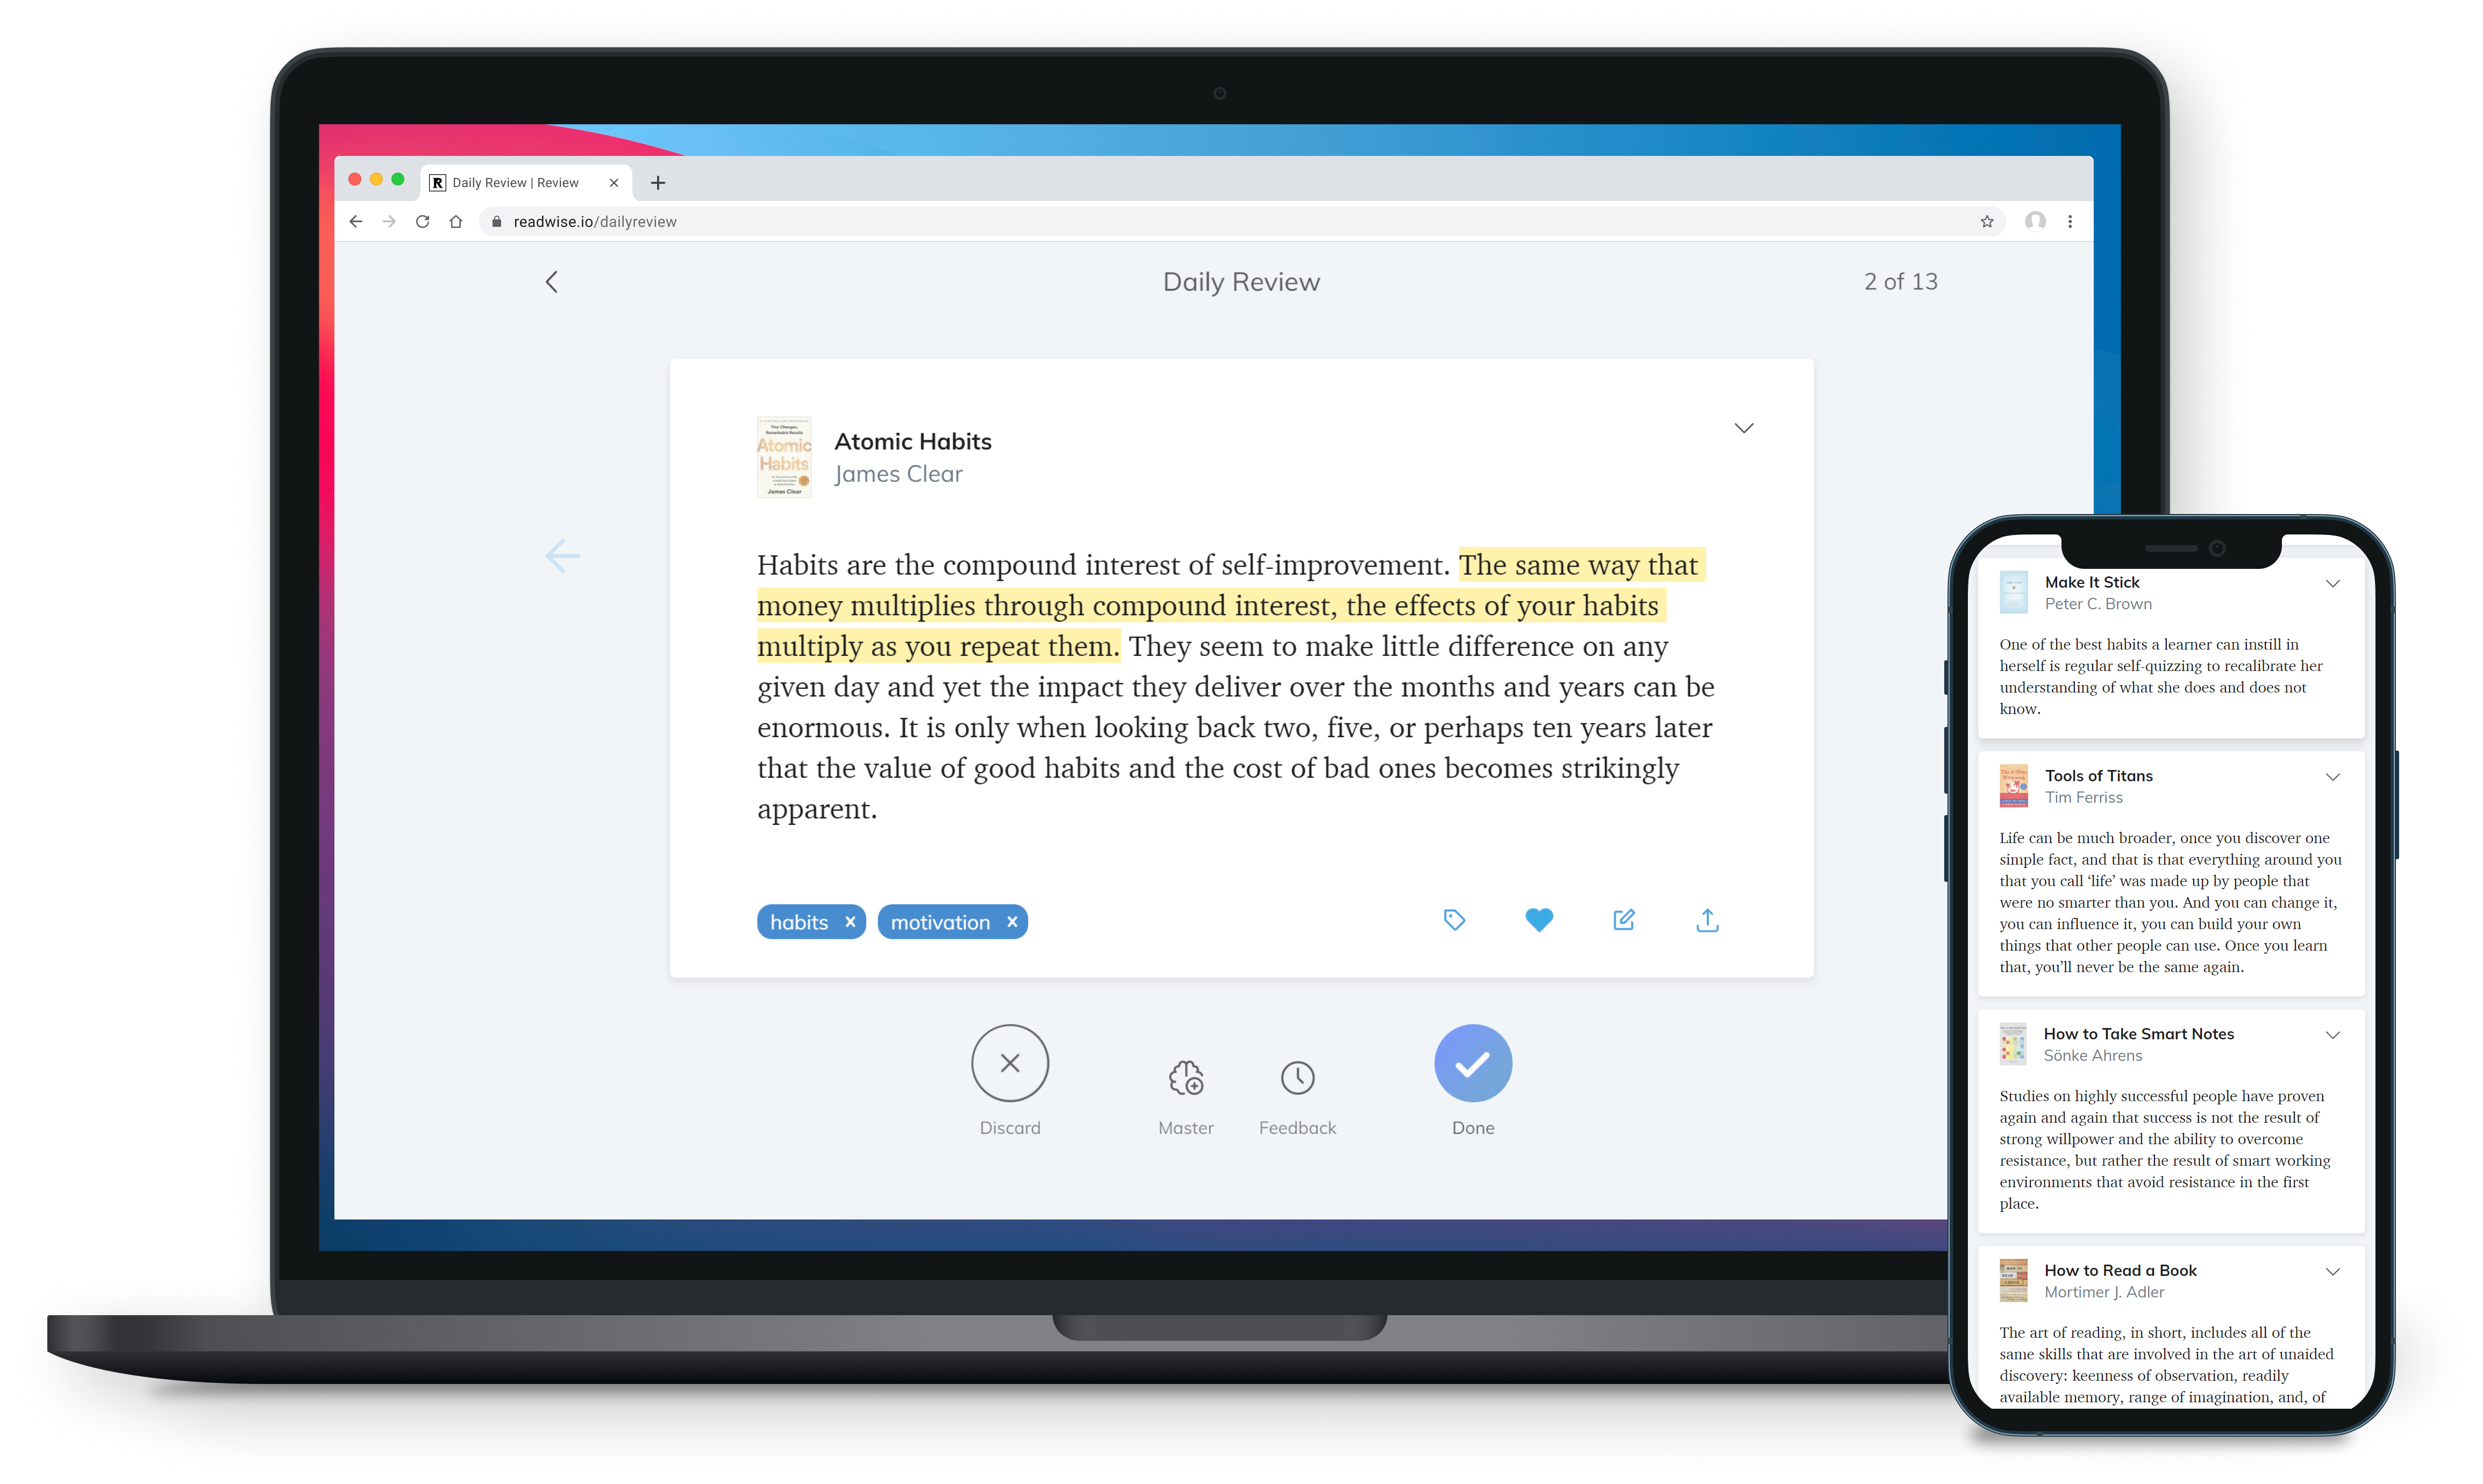 R Daily Review | Review
readwise.io/dailyreview
Daily Review
2 of 13
Tiny Changes,
Remarkable Results
Atomic
Habits
James Clear
Atomic Habits
James Clear
Habits are the compound interest of self-improvement. The same way that
money multiplies through compound interest, the effects of your habits
multiply as you repeat them. They seem to make little difference on any
given day and yet the impact they deliver over the months and years can be
enormous. It is only when looking back two, five, or perhaps ten years later
that the value of good habits and the cost of bad ones becomes strikingly
apparent.
habits
motivation
Discard
Master
Feedback
Done
Make It Stick
Peter C. Brown
One of the best habits a learner can instill in
herself is regular self-quizzing to recalibrate her
understanding of what she does and does not
know.
Tools of Titans
Tim Ferriss
Life can be much broader, once you discover one
simple fact, and that is that everything around you
that you call ‘life’ was made up by people that
were no smarter than you. And you can change it,
you can influence it, you can build your own
things that other people can use. Once you learn
that, you’ll never be the same again.
How to Take Smart Notes
Sönke Ahrens
Studies on highly successful people have proven
again and again that success is not the result of
strong willpower and the ability to overcome
resistance, but rather the result of smart working
environments that avoid resistance in the first
place.
How to Read a Book
Mortimer J. Adler
The art of reading, in short, includes all of the
same skills that are involved in the art of unaided
discovery: keenness of observation, readily
available memory, range of imagination, and, of